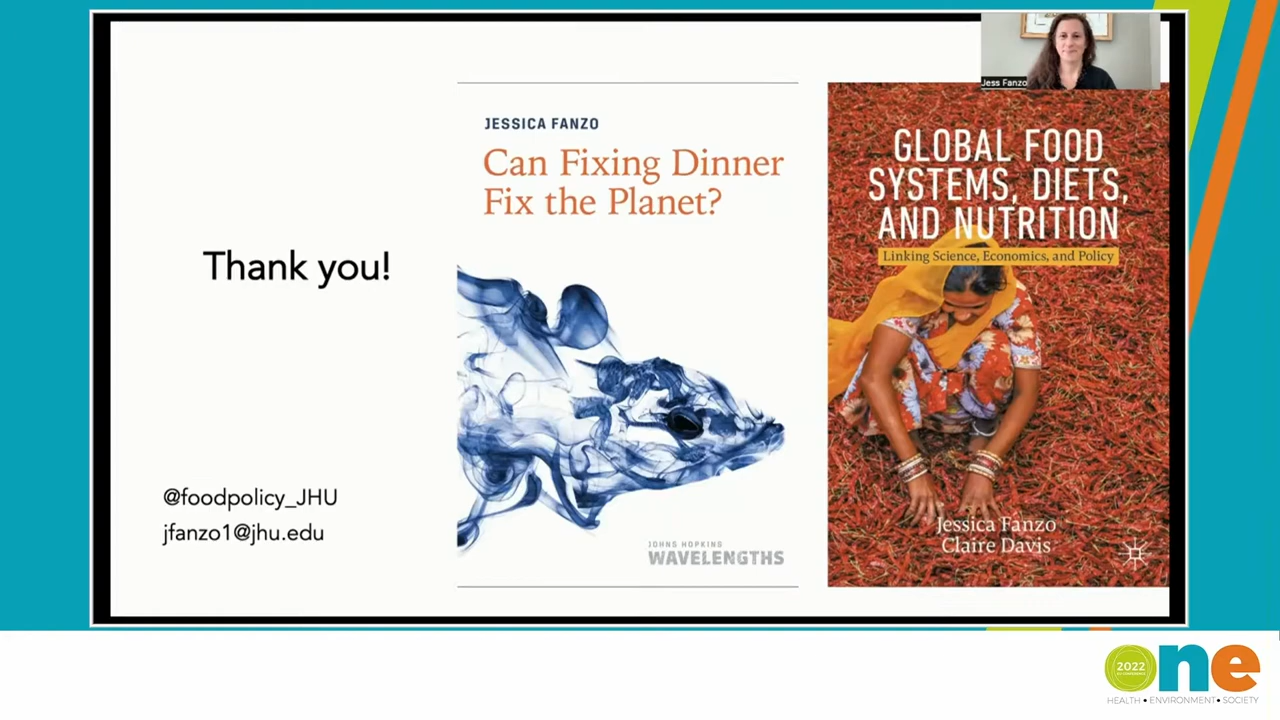 Jess Fanzo
Thank you!
@foodpolicy_JHU
jfanzo1@jhu.edu
JESSICA FANZO
Can Fixing Dinner
Fix the Planet?
JOHNS HOPKINS
WAVELENGTHS
GLOBAL FOOD
SYSTEMS, DIETS,
AND NUTRITION
Linking Science, Economics, and Policy
Jessica Fanzo
Claire Davis
2022
one
HEALTH • ENVIRONMENT • SOCIETY